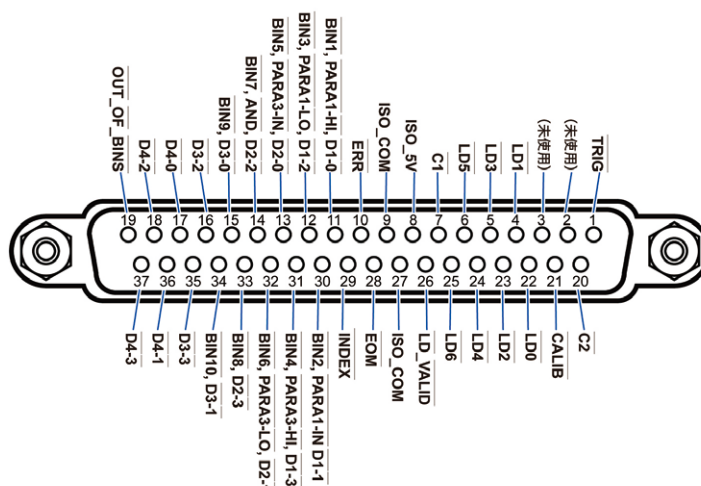 OUT_OF_BINS
D4-2
D4-0
D3-2
BIN9, D3-0
BIN7, AND, D2-2
BIN5, PARA3-IN, D2-0
BIN3, PARA1-LO, D1-2
BIN1, PARA1-HI, D1-0
ERR
ISO_COM
ISO_5V
C1
LD5
LD3
LD1
(未使用)
(未使用)
TRIG
19 18 17 16 15 14 13 12 11 10 9 8 7 6 5 4 3 2 1
37 36 35 34 33 32 31 30 29 28 27 26 25 24 23 22 21 20
D4-3
D4-1
D3-3
BIN10, D3-1
BIN8, D2-3
BIN6, PARA3-LO,
BIN4, PARA3-HI, D1-3
BIN2, PARA1-IN D1-1
INDEX
EOM
ISO_COM
LD_VALID
LD6
LD4
LD2
LD0
CALIB
C2